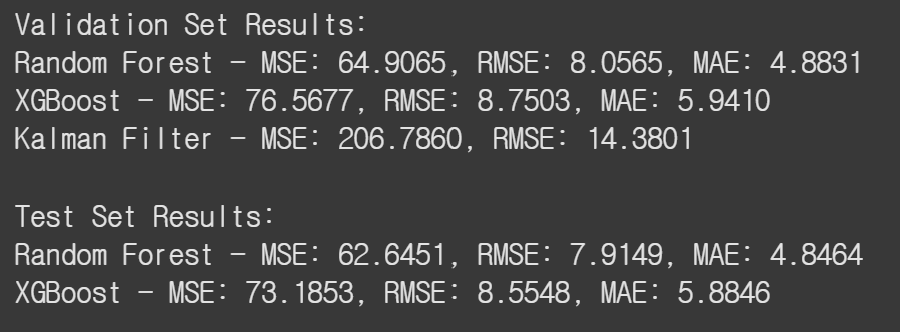 Validation Set Results:
Random Forest - MSE: 64.9065, RMSE: 8.0565, MAE: 4.8831
XGBoost - MSE: 76.5677, RMSE: 8.7503, MAE: 5.9410
Kalman Filter - MSE: 206.7860, RMSE: 14.3801
Test Set Results:
Random Forest - MSE: 62.6451, RMSE: 7.9149, MAE: 4.8464
XGBoost - MSE: 73.1853, RMSE: 8.5548, MAE: 5.8846